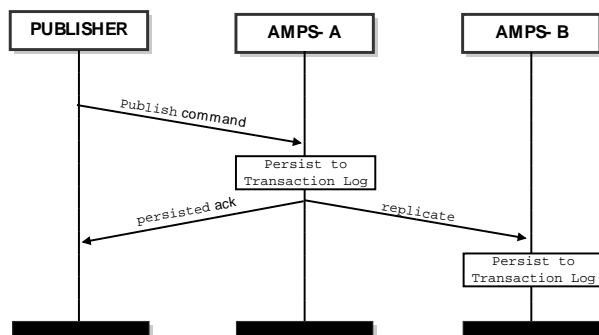 PUBLISHER
AMPS- A
AMPS- B
Publish command
Persist to
Transaction Log
persisted ack
replicate
Persist to
Transaction Log